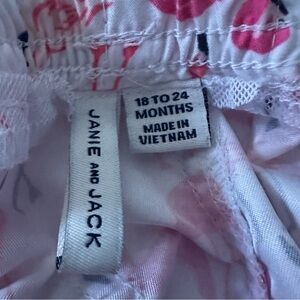 JANIE AND JACK
18 TO 24
MONTHS
MADE IN
VIETNAM